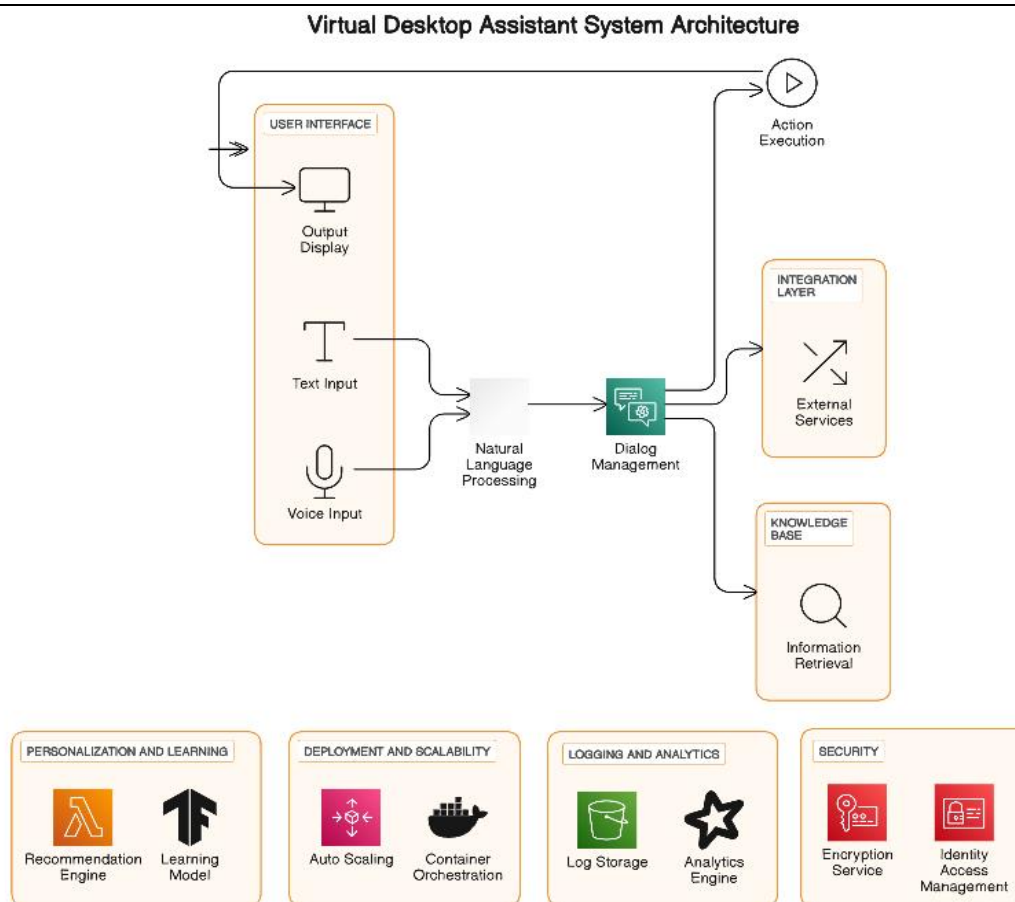 Virtual Desktop Assistant System Architecture
Action
Execution
USER INTERFACE
Output
Display
Text Input
Voice Input
Natural
Language
Processing
Dialog
Management
INTEGRATION
LAYER
External
Services
KNOWLEDGE
BASE
Information
Retrieval
PERSONALIZATION AND LEARNING
Recommendation
Engine
Learning
Model
DEPLOYMENT AND SCALABILITY
Auto Scaling
Container
Orchestration
LOGGING AND ANALYTICS
Log Storage
Analytics
Engine
SECURITY
Encryption
Service
Identity
Access
Management